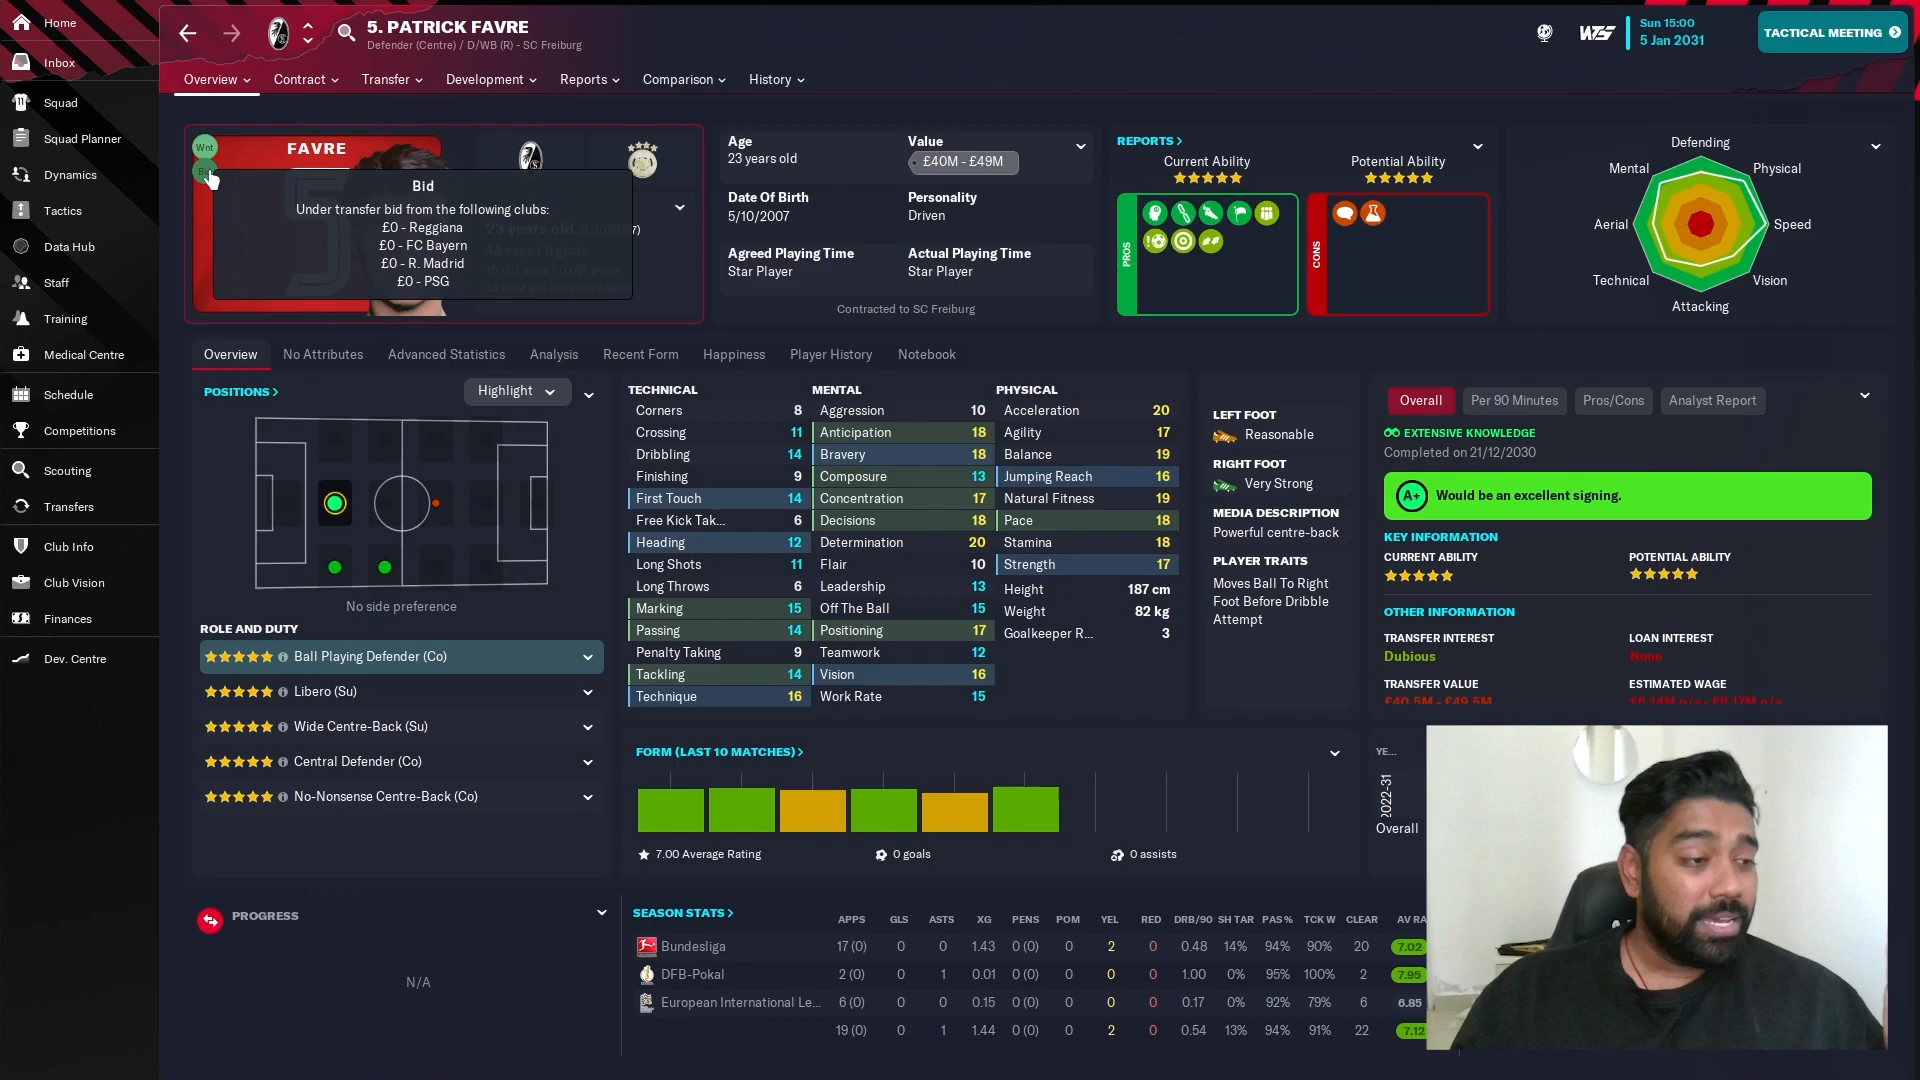 Home
Inbox
Squad
Squad Planner
Dynamics
Tactics
Data Hub
Staff
Training
Medical Centre
Schedule
Competitions
Scouting
Transfers
Club Info
Club Vision
Finances
Dev. Centre
5. PATRICK FAVRE
Defender (Centre) / D/WB (R) - SC Freiburg
Sun 15:00
5 Jan 2031
TACTICAL MEETING
Overview
Contract
Transfer
Development
Reports
Comparison
History
Wnt
FAVRE
Bid
Under transfer bid from the following clubs:
£0 - Reggiana
£0 - FC Bayern
£0 - R. Madrid
£0 - PSG
Age
23 years old
Value
£40M - £49M
Date Of Birth
5/10/2007
Personality
Driven
Agreed Playing Time
Star Player
Actual Playing Time
Star Player
Contracted to SC Freiburg
REPORTS
Current Ability
Potential Ability
PROS
CONS
Defending
Mental
Physical
Aerial
Speed
Technical
Vision
Attacking
Overview
No Attributes
Advanced Statistics
Analysis
Recent Form
Happiness
Player History
Notebook
POSITIONS
Highlight
No side preference
ROLE AND DUTY
Ball Playing Defender (Co)
Libero (Su)
Wide Centre-Back (Su)
Central Defender (Co)
No-Nonsense Centre-Back (Co)
TECHNICAL
Corners 8
Crossing 11
Dribbling 14
Finishing 9
First Touch 14
Free Kick Tak... 6
Heading 12
Long Shots 11
Long Throws 6
Marking 15
Passing 14
Penalty Taking 9
Tackling 14
Technique 16
MENTAL
Aggression 10
Anticipation 18
Bravery 18
Composure 13
Concentration 17
Decisions 18
Determination 20
Flair 10
Leadership 13
Off The Ball 15
Positioning 17
Teamwork 12
Vision 16
Work Rate 15
PHYSICAL
Acceleration 20
Agility 17
Balance 19
Jumping Reach 16
Natural Fitness 19
Pace 18
Stamina 18
Strength 17
Height 187 cm
Weight 82 kg
Goalkeeper R... 3
LEFT FOOT
Reasonable
RIGHT FOOT
Very Strong
MEDIA DESCRIPTION
Powerful centre-back
PLAYER TRAITS
Moves Ball To Right
Foot Before Dribble
Attempt
Overall
Per 90 Minutes
Pros/Cons
Analyst Report
EXTENSIVE KNOWLEDGE
Completed on 21/12/2030
A+ Would be an excellent signing.
KEY INFORMATION
CURRENT ABILITY
POTENTIAL ABILITY
OTHER INFORMATION
TRANSFER INTEREST
Dubious
LOAN INTEREST
None
TRANSFER VALUE
£40.5M - £49.5M
ESTIMATED WAGE
FORM (LAST 10 MATCHES)
7.00 Average Rating
0 goals
0 assists
YE...
2022-31
Overall
PROGRESS
N/A
SEASON STATS
APPS GLS ASTS XG PENS POM YEL RED DRB/90 SH TAR PAS % TCK W CLEAR AV RA
Bundesliga 17 (0) 0 0 1.43 0 (0) 0 2 0 0.48 14% 94% 90% 20 7.02
DFB-Pokal 2 (0) 0 1 0.01 0 (0) 0 0 0 1.00 0% 95% 100% 2 7.95
European International Le... 6 (0) 0 0 0.15 0 (0) 0 0 0 0.17 0% 92% 79% 6 6.85
19 (0) 0 1 1.44 0 (0) 0 2 0 0.54 13% 94% 91% 22 7.12